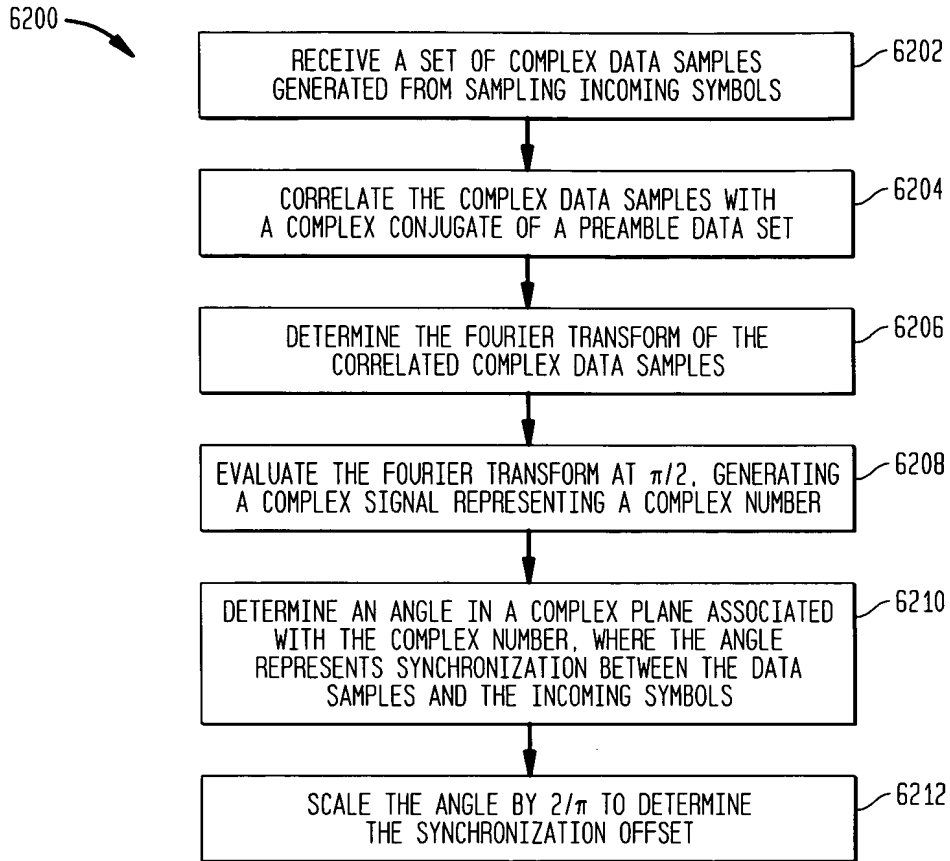 6200
RECEIVE A SET OF COMPLEX DATA SAMPLES
GENERATED FROM SAMPLING INCOMING SYMBOLS
6202
CORRELATE THE COMPLEX DATA SAMPLES WITH
A COMPLEX CONJUGATE OF A PREAMBLE DATA SET
6204
DETERMINE THE FOURIER TRANSFORM OF THE
CORRELATED COMPLEX DATA SAMPLES
6206
EVALUATE THE FOURIER TRANSFORM AT π/2, GENERATING
A COMPLEX SIGNAL REPRESENTING A COMPLEX NUMBER
6208
DETERMINE AN ANGLE IN A COMPLEX PLANE ASSOCIATED
WITH THE COMPLEX NUMBER, WHERE THE ANGLE
REPRESENTS SYNCHRONIZATION BETWEEN THE DATA
SAMPLES AND THE INCOMING SYMBOLS
6210
SCALE THE ANGLE BY 2/π TO DETERMINE
THE SYNCHRONIZATION OFFSET
6212